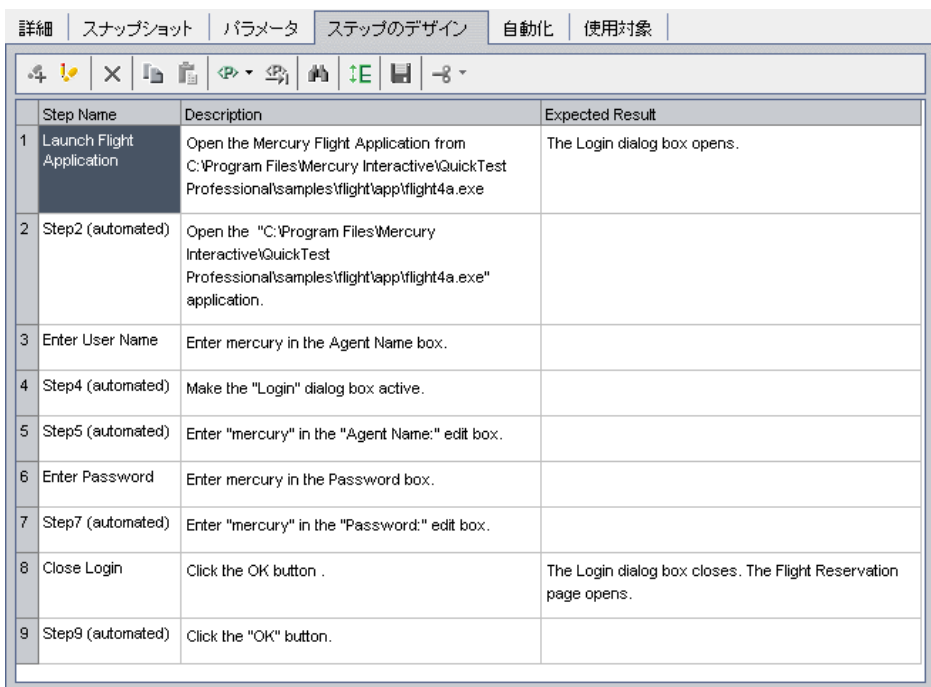 詳細 スナップショット パラメータ ステップのデザイン 自動化 使用対象
Step Name Description Expected Result
1 Launch Flight
Application
Open the Mercury Flight Application from
C:\Program Files\Mercury Interactive\QuickTest
Professional\samples\flight\app\flight4a.exe
The Login dialog box opens.
2 Step2 (automated)
Open the "C:\Program Files\Mercury
Interactive\QuickTest
Professional\samples\flight\app\flight4a.exe"
application.
3 Enter User Name Enter mercury in the Agent Name box.
4 Step4 (automated) Make the "Login" dialog box active.
5 Step5 (automated) Enter "mercury" in the "Agent Name:" edit box.
6 Enter Password Enter mercury in the Password box.
7 Step7 (automated) Enter "mercury" in the "Password:" edit box.
8 Close Login Click the OK button .
The Login dialog box closes. The Flight Reservation
page opens.
9 Step9 (automated) Click the "OK" button.